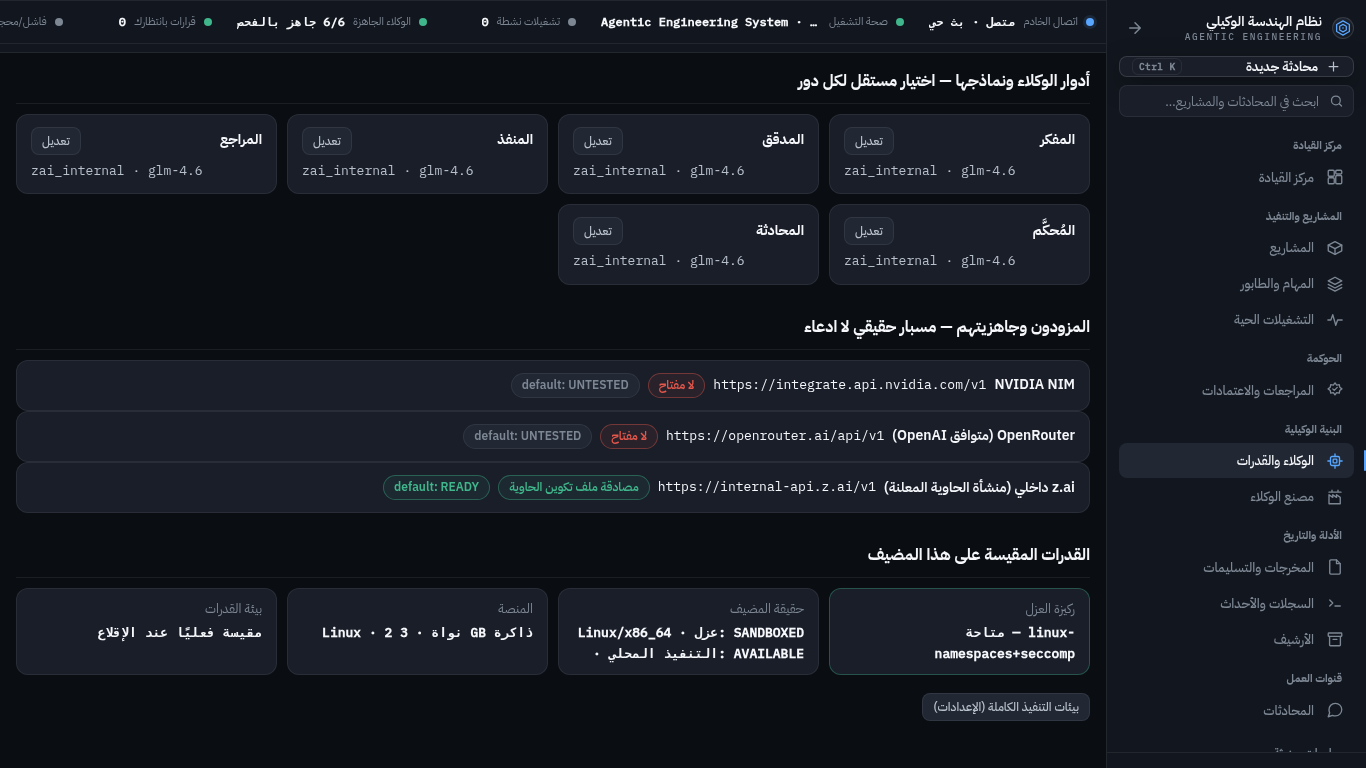 نظام الهندسة الوكيلي
AGENTIC ENGINEERING
محادثة جديدة
Ctrl K
ابحث في المحادثات والمشاريع...
مركز القيادة
مركز القيادة
المشاريع والتنفيذ
المشاريع
المهام والطابور
التشغيلات الحية
الحوكمة
المراجعات والاعتمادات
البنية الوكيلية
الوكلاء والقدرات
مصنع الوكلاء
الأدلة والتاريخ
المخرجات والتسليمات
السجلات والأحداث
الأرشيف
قنوات العمل
المحادثات
اتصال الخادم متصل · بث حي
صحة التشغيل Agentic Engineering System · …
تشغيلات نشطة 0
الوكلاء الجاهزة 6/6 جاهز بالفحص
قرارات بانتظارك 0
أدوار الوكلاء ونماذجها — اختيار مستقل لكل دور
المفكر تعديل
zai_internal · glm-4.6
المدقق تعديل
zai_internal · glm-4.6
المنفذ تعديل
zai_internal · glm-4.6
المراجع تعديل
zai_internal · glm-4.6
المُحكَّم تعديل
zai_internal · glm-4.6
المحادثة تعديل
zai_internal · glm-4.6
المزودون وجاهزيتهم — مسبار حقيقي لا ادعاء
NVIDIA NIM https://integrate.api.nvidia.com/v1 لا مفتاح default: UNTESTED
OpenRouter (متوافق OpenAI) https://openrouter.ai/api/v1 لا مفتاح default: UNTESTED
z.ai داخلي (منشأة الحاوية المعلنة) https://internal-api.z.ai/v1 مصادقة ملف تكوين الحاوية default: READY
القدرات المقيسة على هذا المضيف
ركيزة العزل
متاحة — linux-
namespaces+seccomp
حقيقة المضيف
Linux/x86_64 · عزل: SANDBOXED
· التنفيذ المحلي: AVAILABLE
المنصة
Linux · 2 نواة · 3 GB ذاكرة
بيئة القدرات
مقيسة فعليًا عند الإقلاع
بيئات التنفيذ الكاملة (الإعدادات)